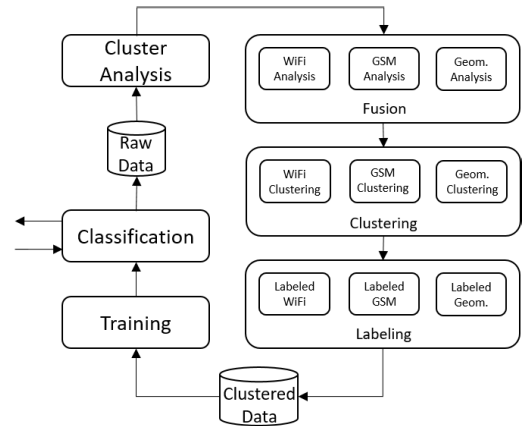 Cluster
Analysis
WiFi
Analysis
GSM
Analysis
Geom.
Analysis
Fusion
Raw
Data
WiFi
Clustering
GSM
Clustering
Geom.
Clustering
Clustering
Classification
Labeled
WiFi
Labeled
GSM
Labeled
Geom.
Labeling
Training
Clustered
Data